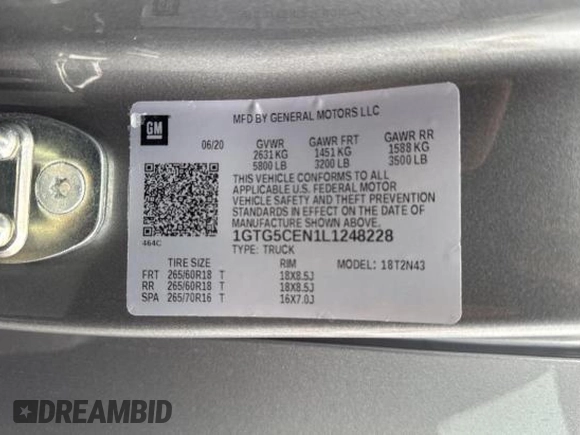 MFD BY GENERAL MOTORS LLC
GM
06/20 GVWR GAWR FRT GAWR RR
2631 KG 1451 KG 1588 KG
5800 LB 3200 LB 3500 LB
THIS VEHICLE CONFORMS TO ALL
APPLICABLE U.S. FEDERAL MOTOR
VEHICLE SAFETY AND THEFT PREVENTION
STANDARDS IN EFFECT ON THE DATE OF
MANUFACTURE SHOWN ABOVE.
464C
1GTG5CEN1L1248228
TYPE: TRUCK
TIRE SIZE RIM MODEL: 18T2N43
FRT 265/60R18 T 18X8.5J
RR 265/60R18 T 18X8.5J
SPA 265/70R16 T 16X7.0J
DREAMBID